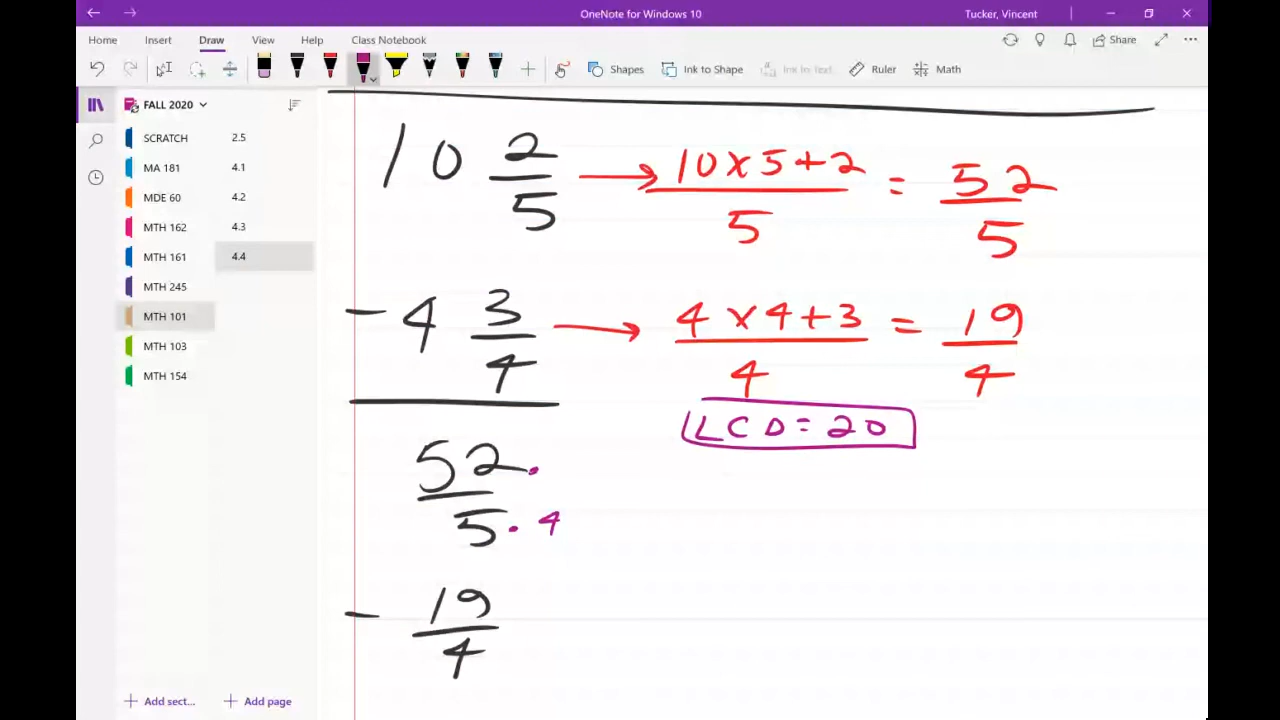 OneNote for Windows 10
Tucker, Vincent
Home Insert Draw View Help Class Notebook
Share
Shapes Ink to Shape Ink to Text Ruler Math
FALL 2020
SCRATCH 2.5
MA 181 4.1
MDE 60 4.2
MTH 162 4.3
MTH 161 4.4
MTH 245
MTH 101
MTH 103
MTH 154
Add sect... Add page
10 2/5 → 10×5+2/5 = 52/5
- 4 3/4 → 4×4+3/4 = 19/4
LCD = 20
52·/5·4
- 19/4